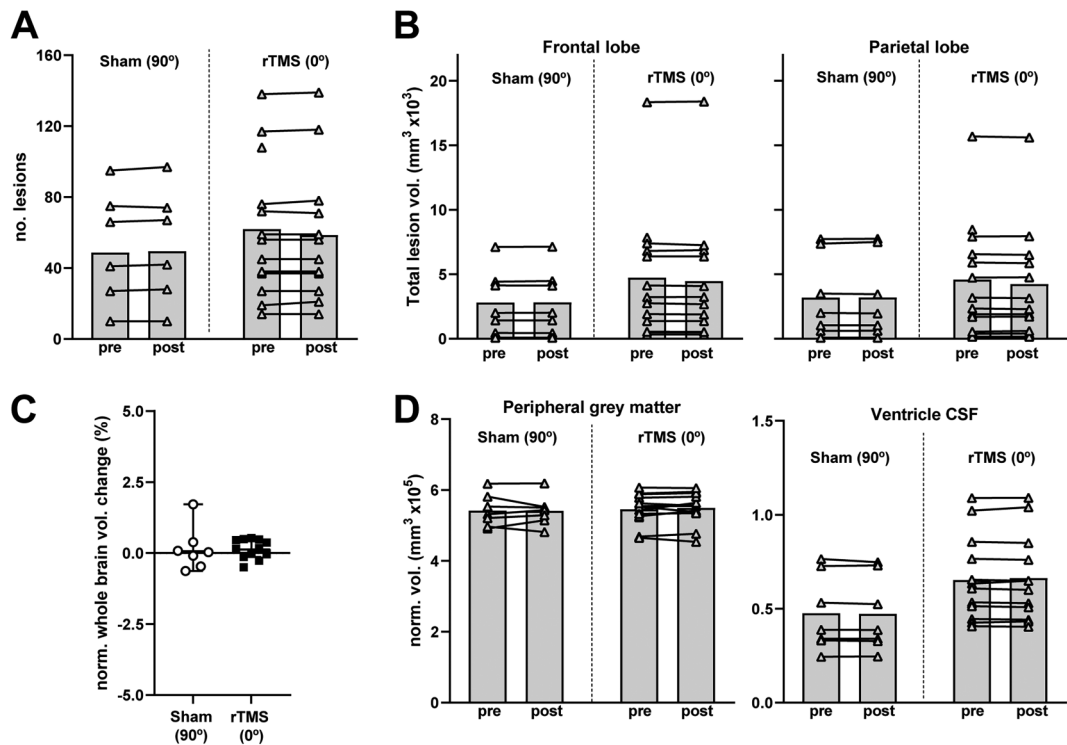 A
Sham (90º)
rTMS (0º)
no. lesions
160
120
80
40
0
pre
post
pre
post
B
Frontal lobe
Parietal lobe
Sham (90º)
rTMS (0º)
Sham (90º)
rTMS (0º)
Total lesion vol. (mm³ x10³)
20
15
10
5
0
pre
post
pre
post
pre
post
pre
post
C
norm. whole brain vol. change (%)
5.0
2.5
0.0
-2.5
-5.0
Sham
(90º)
rTMS
(0º)
D
Peripheral grey matter
Sham (90º)
rTMS (0º)
norm. vol. (mm³ x10⁵)
8
6
4
2
0
pre
post
pre
post
Ventricle CSF
Sham (90º)
rTMS (0º)
1.5
1.0
0.5
0.0
pre
post
pre
post